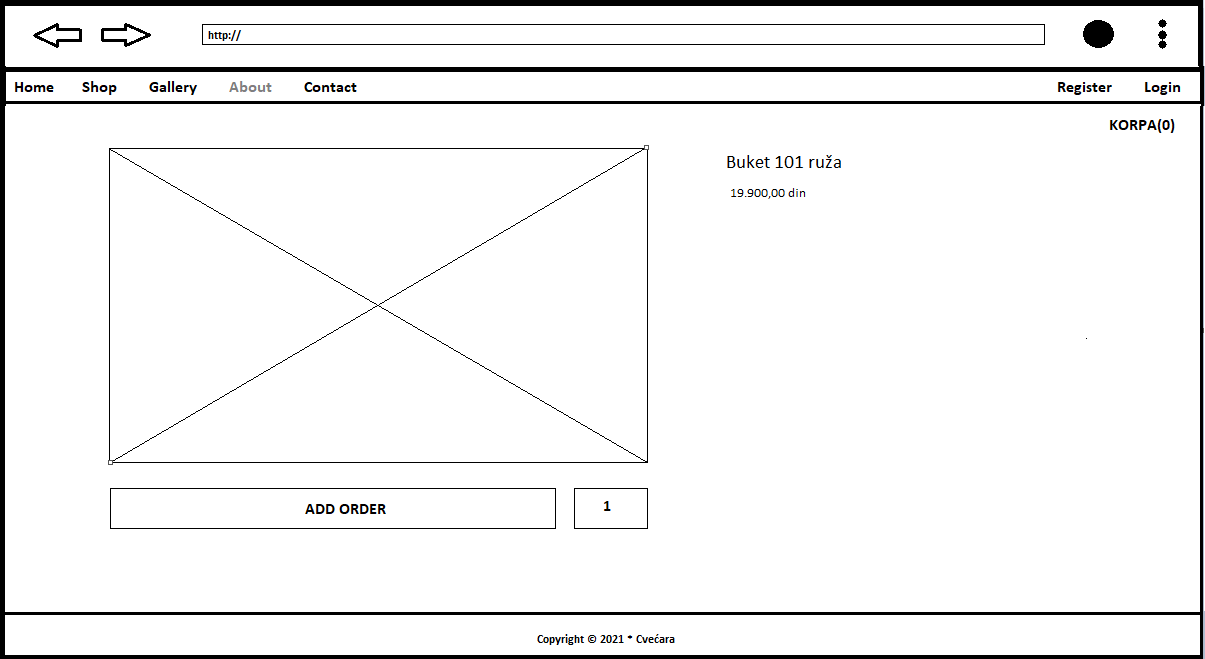 http://
Home Shop Gallery About Contact Register Login
KORPA(0)
Buket 101 ruža
19.900,00 din
ADD ORDER 1
Copyright © 2021 * Cvećara